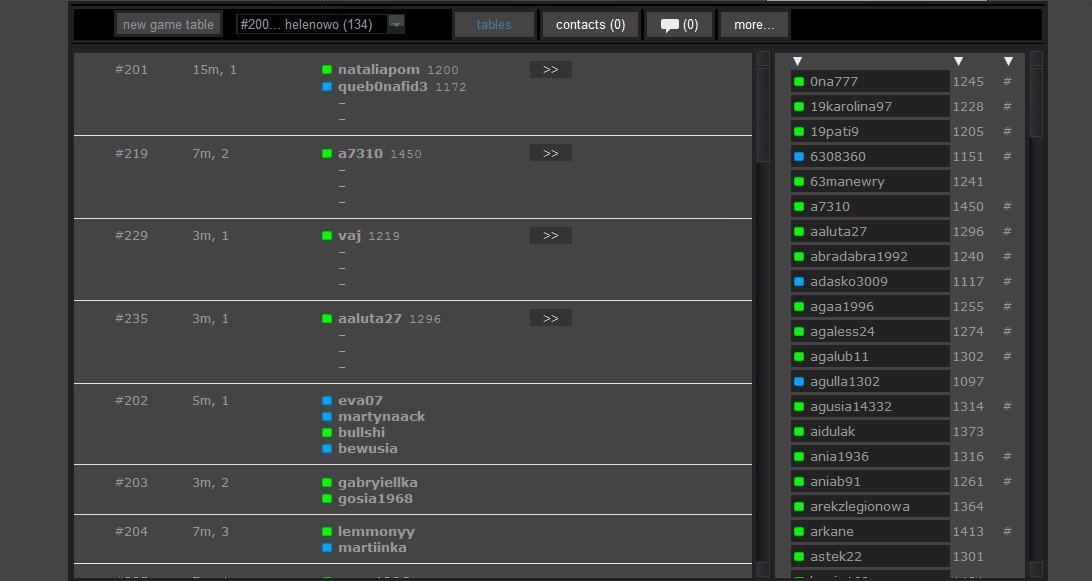 new game table #200... helenowo (134) tables contacts (0) (0) more...
#201 15m, 1 nataliapom 1200 >>
queb0nafid3 1172
–
–
#219 7m, 2 a7310 1450 >>
–
–
–
#229 3m, 1 vaj 1219 >>
–
–
–
#235 3m, 1 aaluta27 1296 >>
–
–
–
#202 5m, 1 eva07
martynaack
bullshi
bewusia
#203 3m, 2 gabryiellka
gosia1968
#204 7m, 3 lemmonyy
martiinka
0na777 1245 #
19karolina97 1228 #
19pati9 1205 #
6308360 1151 #
63manewry 1241
a7310 1450 #
aaluta27 1296 #
abradabra1992 1240 #
adasko3009 1117 #
agaa1996 1255 #
agaless24 1274 #
agalub11 1302 #
agulla1302 1097
agusia14332 1314 #
aidulak 1373
ania1936 1316 #
aniab91 1261 #
arekzlegionowa 1364
arkane 1413 #
astek22 1301